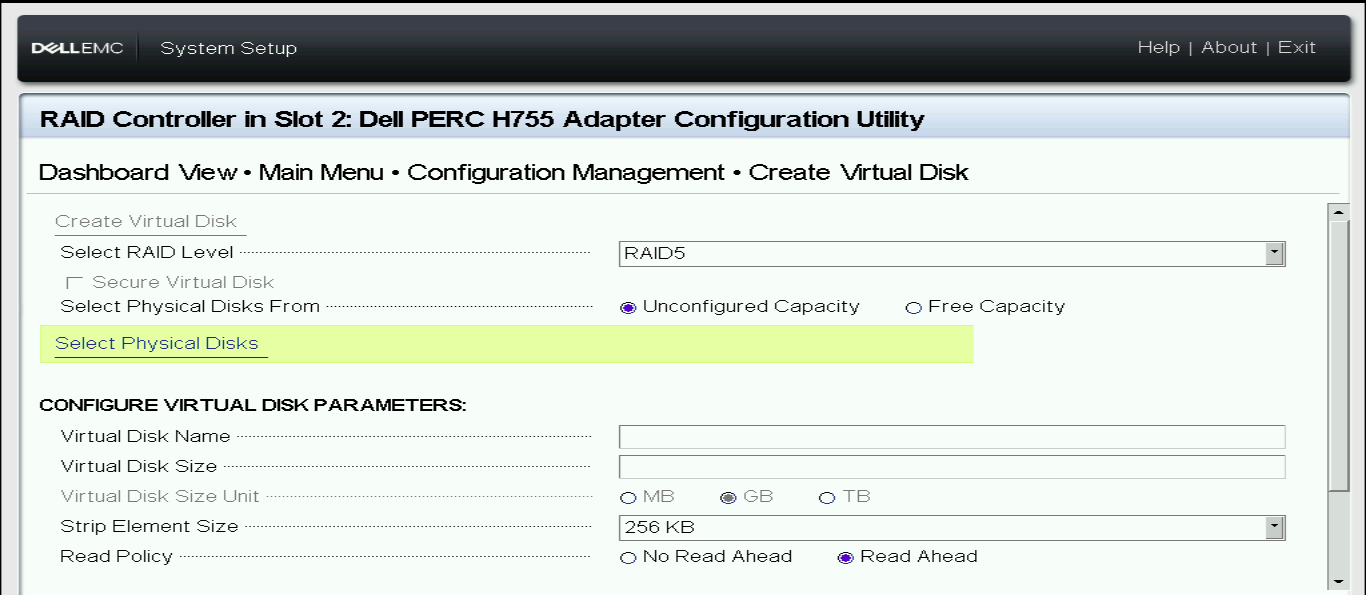 DELLEMC System Setup Help | About | Exit
RAID Controller in Slot 2: Dell PERC H755 Adapter Configuration Utility
Dashboard View • Main Menu • Configuration Management • Create Virtual Disk
Create Virtual Disk
Select RAID Level RAID5
Secure Virtual Disk
Select Physical Disks From Unconfigured Capacity Free Capacity
Select Physical Disks
CONFIGURE VIRTUAL DISK PARAMETERS:
Virtual Disk Name
Virtual Disk Size
Virtual Disk Size Unit MB GB TB
Strip Element Size 256 KB
Read Policy No Read Ahead Read Ahead